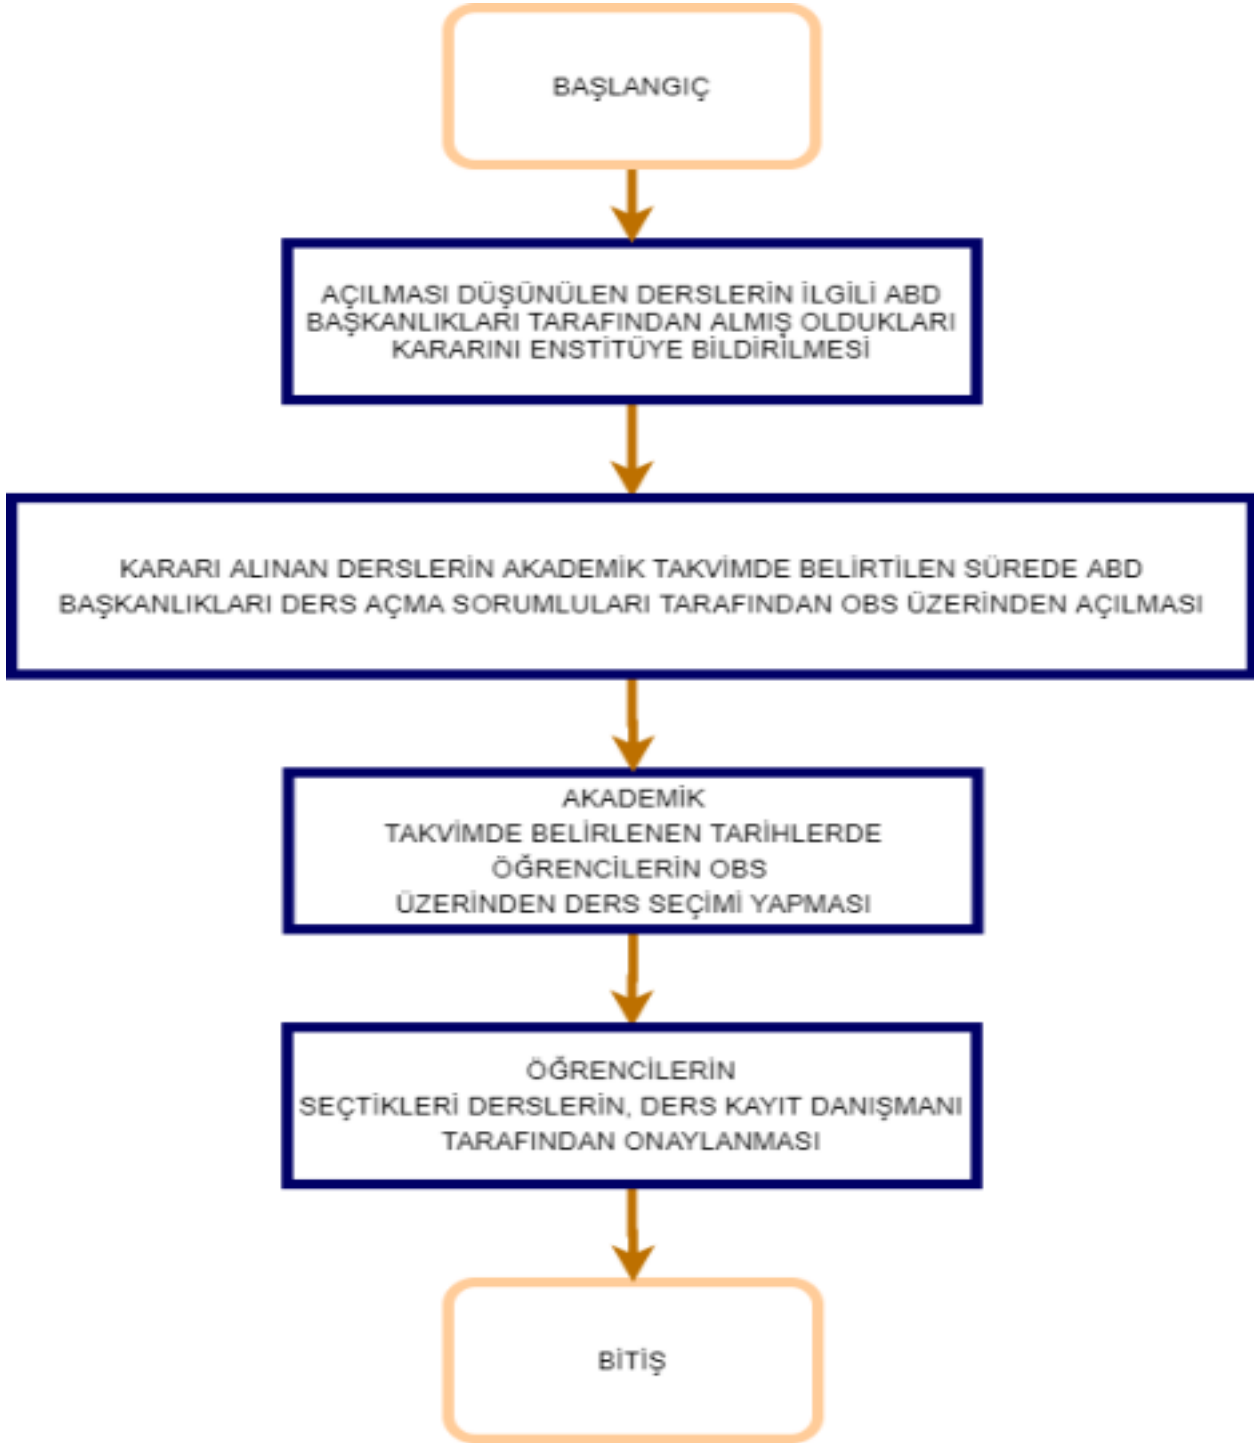 BAŞLANGIÇ
AÇILMASI DÜŞÜNÜLEN DERSLERİN İLGİLİ ABD
BAŞKANLIKLARI TARAFINDAN ALMIŞ OLDUKLARI
KARARINI ENSTİTÜYE BİLDİRİLMESİ
KARARI ALINAN DERSLERİN AKADEMİK TAKVİMDE BELİRTİLEN SÜREDE ABD
BAŞKANLIKLARI DERS AÇMA SORUMLULARI TARAFINDAN OBS ÜZERİNDEN AÇILMASI
AKADEMİK
TAKVİMDE BELİRLENEN TARİHLERDE
ÖĞRENCİLERİN OBS
ÜZERİNDEN DERS SEÇİMİ YAPMASI
ÖĞRENCİLERİN
SEÇTİKLERİ DERSLERİN, DERS KAYIT DANIŞMANI
TARAFINDAN ONAYLANMASI
BİTİŞ